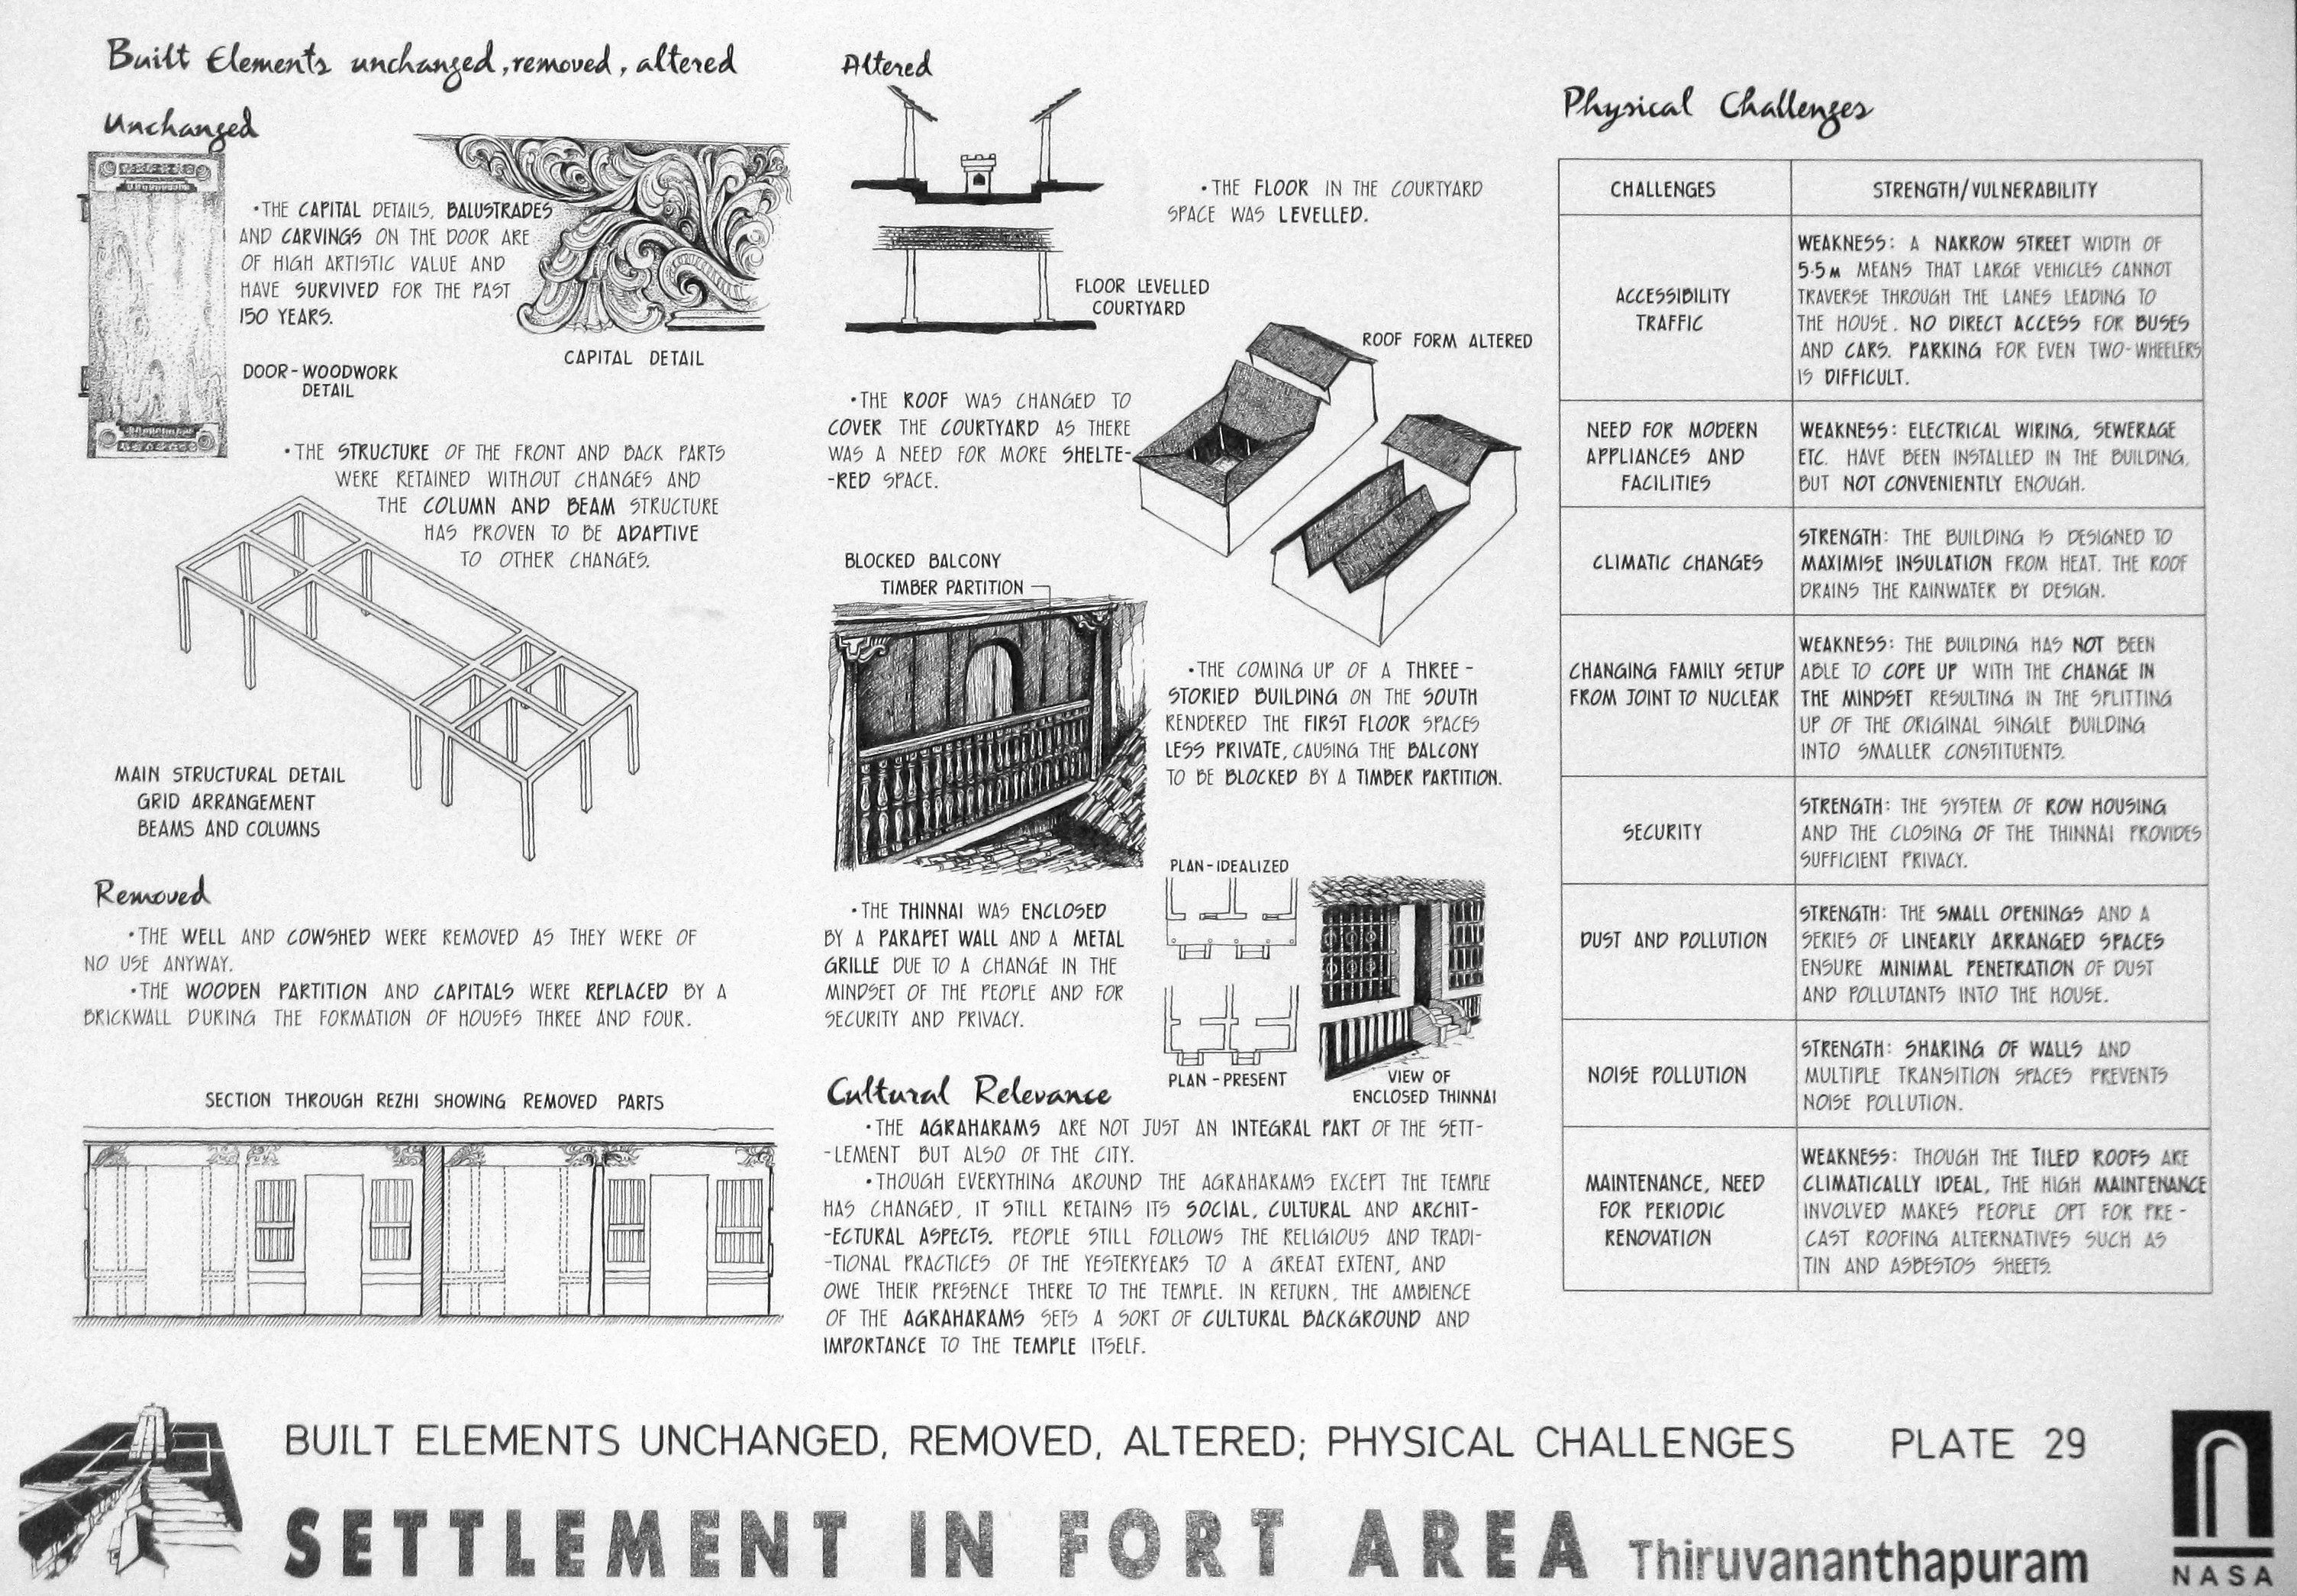 Built Elements unchanged, removed, altered
Unchanged
•THE CAPITAL DETAILS, BALUSTRADES
AND CARVINGS ON THE DOOR ARE
OF HIGH ARTISTIC VALUE AND
HAVE SURVIVED FOR THE PAST
150 YEARS.
CAPITAL DETAIL
DOOR-WOODWORK
DETAIL
•THE STRUCTURE OF THE FRONT AND BACK PARTS
WERE RETAINED WITHOUT CHANGES AND
THE COLUMN AND BEAM STRUCTURE
HAS PROVEN TO BE ADAPTIVE
TO OTHER CHANGES.
MAIN STRUCTURAL DETAIL
GRID ARRANGEMENT
BEAMS AND COLUMNS
Removed
•THE WELL AND COWSHED WERE REMOVED AS THEY WERE OF
NO USE ANYWAY.
•THE WOODEN PARTITION AND CAPITALS WERE REPLACED BY A
BRICKWALL DURING THE FORMATION OF HOUSES THREE AND FOUR.
SECTION THROUGH REZHI SHOWING REMOVED PARTS
Altered
•THE FLOOR IN THE COURTYARD
SPACE WAS LEVELLED.
FLOOR LEVELLED
COURTYARD
ROOF FORM ALTERED
•THE ROOF WAS CHANGED TO
COVER THE COURTYARD AS THERE
WAS A NEED FOR MORE SHELTE-
-RED SPACE.
BLOCKED BALCONY
TIMBER PARTITION
•THE COMING UP OF A THREE-
STORIED BUILDING ON THE SOUTH
RENDERED THE FIRST FLOOR SPACES
LESS PRIVATE, CAUSING THE BALCONY
TO BE BLOCKED BY A TIMBER PARTITION.
PLAN-IDEALIZED
•THE THINNAI WAS ENCLOSED
BY A PARAPET WALL AND A METAL
GRILLE DUE TO A CHANGE IN THE
MINDSET OF THE PEOPLE AND FOR
SECURITY AND PRIVACY.
PLAN-PRESENT
VIEW OF
ENCLOSED THINNAI
Cultural Relevance
•THE AGRAHARAMS ARE NOT JUST AN INTEGRAL PART OF THE SETT-
-LEMENT BUT ALSO OF THE CITY.
•THOUGH EVERYTHING AROUND THE AGRAHARAMS EXCEPT THE TEMPLE
HAS CHANGED, IT STILL RETAINS ITS SOCIAL, CULTURAL AND ARCHIT-
-ECTURAL ASPECTS. PEOPLE STILL FOLLOWS THE RELIGIOUS AND TRADI-
-TIONAL PRACTICES OF THE YESTERYEARS TO A GREAT EXTENT, AND
OWE THEIR PRESENCE THERE TO THE TEMPLE. IN RETURN, THE AMBIENCE
OF THE AGRAHARAMS SETS A SORT OF CULTURAL BACKGROUND AND
IMPORTANCE TO THE TEMPLE ITSELF.
Physical Challenges
CHALLENGES
STRENGTH/VULNERABILITY
ACCESSIBILITY
TRAFFIC
WEAKNESS: A NARROW STREET WIDTH OF
5.5M MEANS THAT LARGE VEHICLES CANNOT
TRAVERSE THROUGH THE LANES LEADING TO
THE HOUSE. NO DIRECT ACCESS FOR BUSES
AND CARS. PARKING FOR EVEN TWO-WHEELERS
IS DIFFICULT.
NEED FOR MODERN
APPLIANCES AND
FACILITIES
WEAKNESS: ELECTRICAL WIRING, SEWERAGE
ETC. HAVE BEEN INSTALLED IN THE BUILDING,
BUT NOT CONVENIENTLY ENOUGH.
CLIMATIC CHANGES
STRENGTH: THE BUILDING IS DESIGNED TO
MAXIMISE INSULATION FROM HEAT. THE ROOF
DRAINS THE RAINWATER BY DESIGN.
CHANGING FAMILY SETUP
FROM JOINT TO NUCLEAR
WEAKNESS: THE BUILDING HAS NOT BEEN
ABLE TO COPE UP WITH THE CHANGE IN
THE MINDSET RESULTING IN THE SPLITTING
UP OF THE ORIGINAL SINGLE BUILDING
INTO SMALLER CONSTITUENTS.
SECURITY
STRENGTH: THE SYSTEM OF ROW HOUSING
AND THE CLOSING OF THE THINNAI PROVIDES
SUFFICIENT PRIVACY.
DUST AND POLLUTION
STRENGTH: THE SMALL OPENINGS AND A
SERIES OF LINEARLY ARRANGED SPACES
ENSURE MINIMAL PENETRATION OF DUST
AND POLLUTANTS INTO THE HOUSE.
NOISE POLLUTION
STRENGTH: SHARING OF WALLS AND
MULTIPLE TRANSITION SPACES PREVENTS
NOISE POLLUTION.
MAINTENANCE, NEED
FOR PERIODIC
RENOVATION
WEAKNESS: THOUGH THE TILED ROOFS ARE
CLIMATICALLY IDEAL, THE HIGH MAINTENANCE
INVOLVED MAKES PEOPLE OPT FOR PRE-
CAST ROOFING ALTERNATIVES SUCH AS
TIN AND ASBESTOS SHEETS.
BUILT ELEMENTS UNCHANGED, REMOVED, ALTERED; PHYSICAL CHALLENGES PLATE 29
SETTLEMENT IN FORT AREA Thiruvananthapuram
NASA